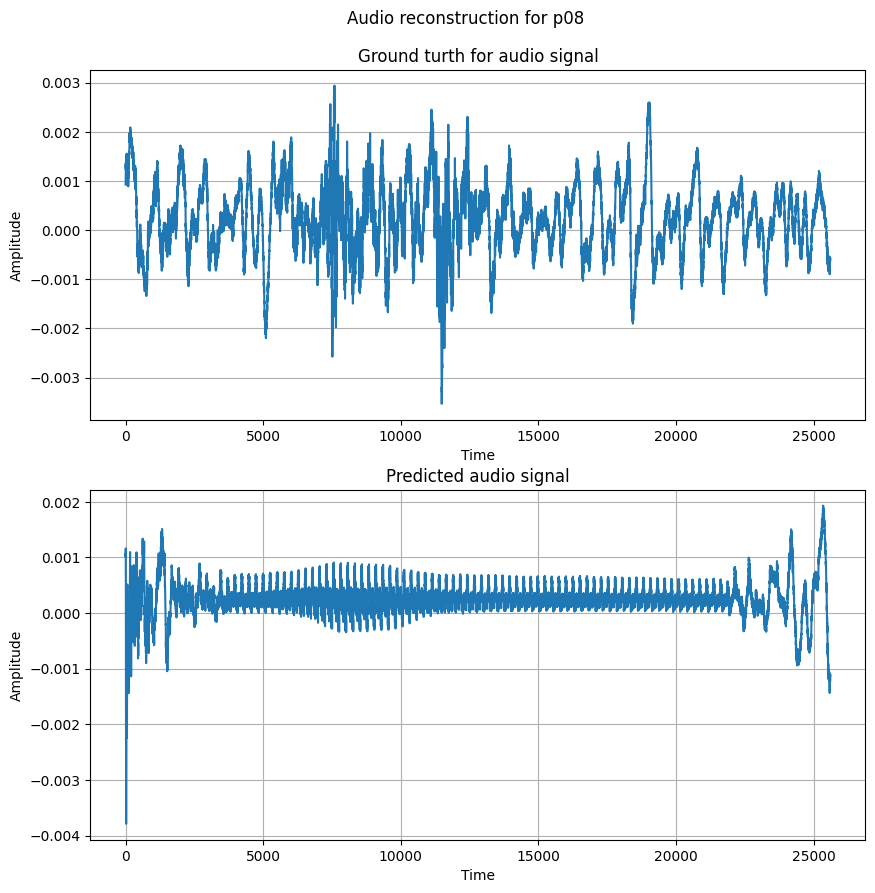 Audio reconstruction for p08
Ground turth for audio signal
0.003
0.002
0.001
0.000
−0.001
−0.002
−0.003
Amplitude
0 5000 10000 15000 20000 25000
Time
Predicted audio signal
0.002
0.001
0.000
−0.001
−0.002
−0.003
−0.004
Amplitude
0 5000 10000 15000 20000 25000
Time